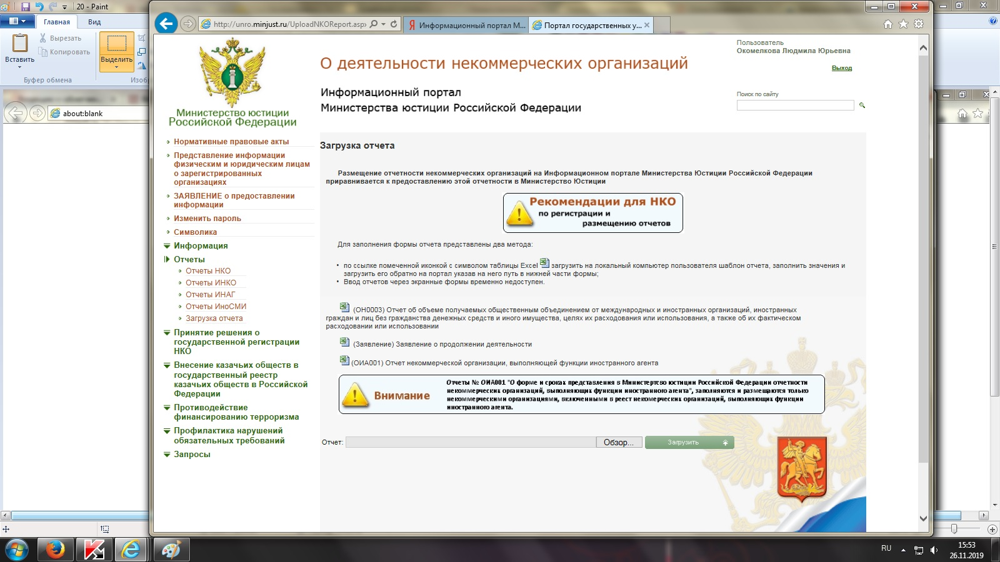 20 - Paint
Главная
Вид
Вставить
Вырезать
Копировать
Выделить
Буфер обмена
Изоб
about:blank
http://unro.minjust.ru/UploadNKOReport.aspx
Информационный портал М...
Портал государственных у...
Министерство юстиции
Российской Федерации
О деятельности некоммерческих организаций
Информационный портал
Министерства юстиции Российской Федерации
Пользователь
Окомелкова Людмила Юрьевна
Выход
Поиск по сайту
Нормативные правовые акты
Представление информации
физическим и юридическим лицам
о зарегистрированных
организациях
ЗАЯВЛЕНИЕ о предоставлении
информации
Изменить пароль
Символика
Информация
Отчеты
Отчеты НКО
Отчеты ИНКО
Отчеты ИНАГ
Отчеты ИноСМИ
Загрузка отчета
Принятие решения о
государственной регистрации
НКО
Внесение казачьих обществ в
государственный реестр
казачьих обществ в Российской
Федерации
Противодействие
финансированию терроризма
Профилактика нарушений
обязательных требований
Запросы
Загрузка отчета
Размещение отчетности некоммерческих организаций на Информационном портале Министерства Юстиции Российской Федерации
приравнивается к предоставлению этой отчетности в Министерство Юстиции
Рекомендации для НКО
по регистрации и
размещению отчетов
Для заполнения формы отчета представлены два метода:
• по ссылке помеченной иконкой с символом таблицы Excel загрузить на локальный компьютер пользователя шаблон отчета, заполнить значения и
загрузить его обратно на портал указав на него путь в нижней части формы;
• Ввод отчетов через экранные формы временно недоступен.
(ОН0003) Отчет об объеме получаемых общественным объединением от международных и иностранных организаций, иностранных
граждан и лиц без гражданства денежных средств и иного имущества, целях их расходования или использования, а также об их фактическом
расходовании или использовании
(Заявление) Заявление о продолжении деятельности
(ОИА001) Отчет некоммерческой организации, выполняющей функции иностранного агента
Внимание
Отчеты № ОИА001 "О форме и сроках представления в Министертсво юстиции Российской Федерации отчетности
некоммерческих организаций, выполняющих функции иностранного агента", заполняются и размещаются только
некоммерческими организациями, включенными в реест некомерческих организаций, выполняющих функции
иностранного агента.
Отчет:
Обзор...
Загрузить
RU
15:53
26.11.2019